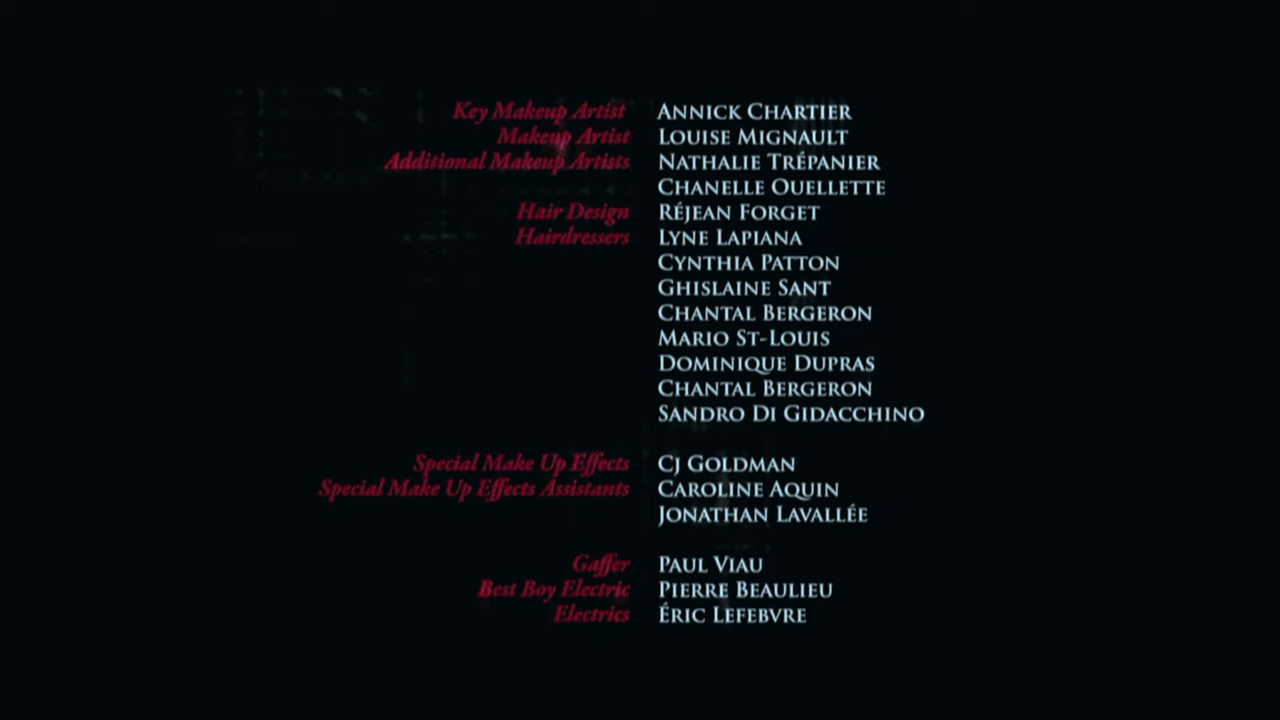 Key Makeup Artist ANNICK CHARTIER
Makeup Artist LOUISE MIGNAULT
Additional Makeup Artists NATHALIE TRÉPANIER
CHANELLE OUELLETTE
Hair Design RÉJEAN FORGET
Hairdressers LYNE LAPIANA
CYNTHIA PATTON
GHISLAINE SANT
CHANTAL BERGERON
MARIO ST-LOUIS
DOMINIQUE DUPRAS
CHANTAL BERGERON
SANDRO DI GIDACCHINO
Special Make Up Effects CJ GOLDMAN
Special Make Up Effects Assistants CAROLINE AQUIN
JONATHAN LAVALLÉE
Gaffer PAUL VIAU
Best Boy Electric PIERRE BEAULIEU
Electrics ÉRIC LEFEBVRE